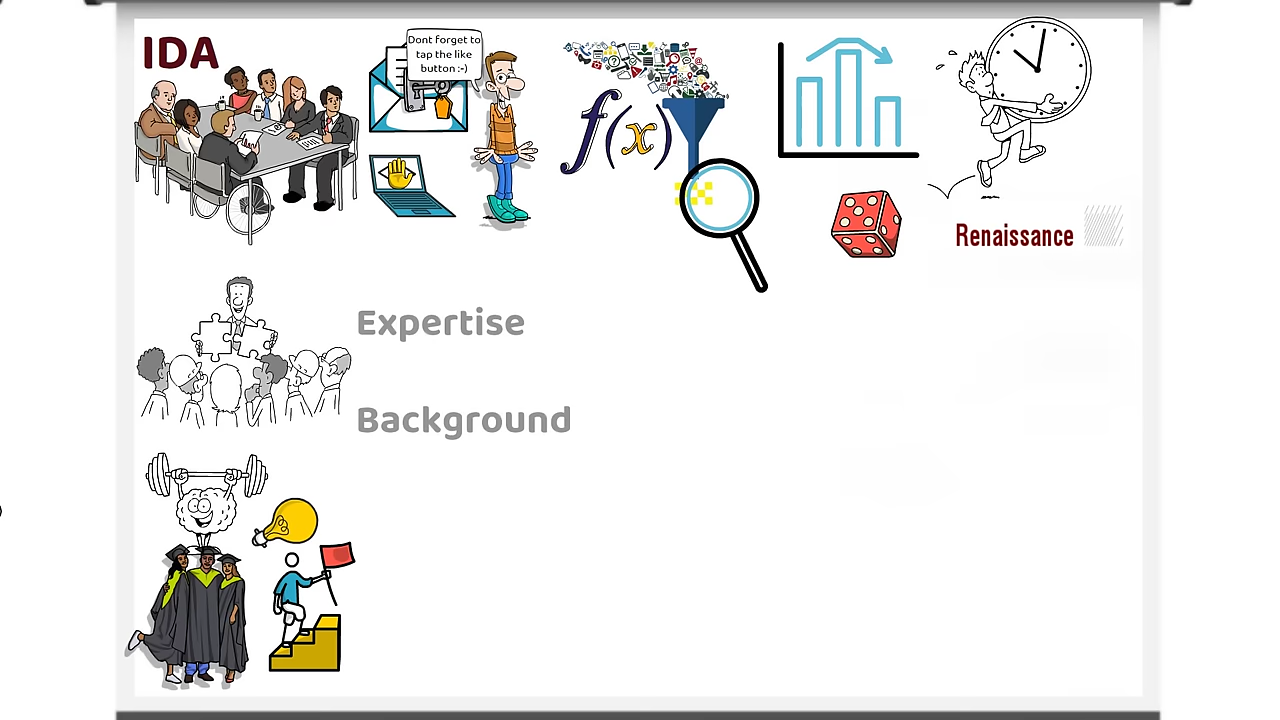 IDA
Dont forget to
tap the like
button :-)
f(x)
Renaissance
Expertise
Background